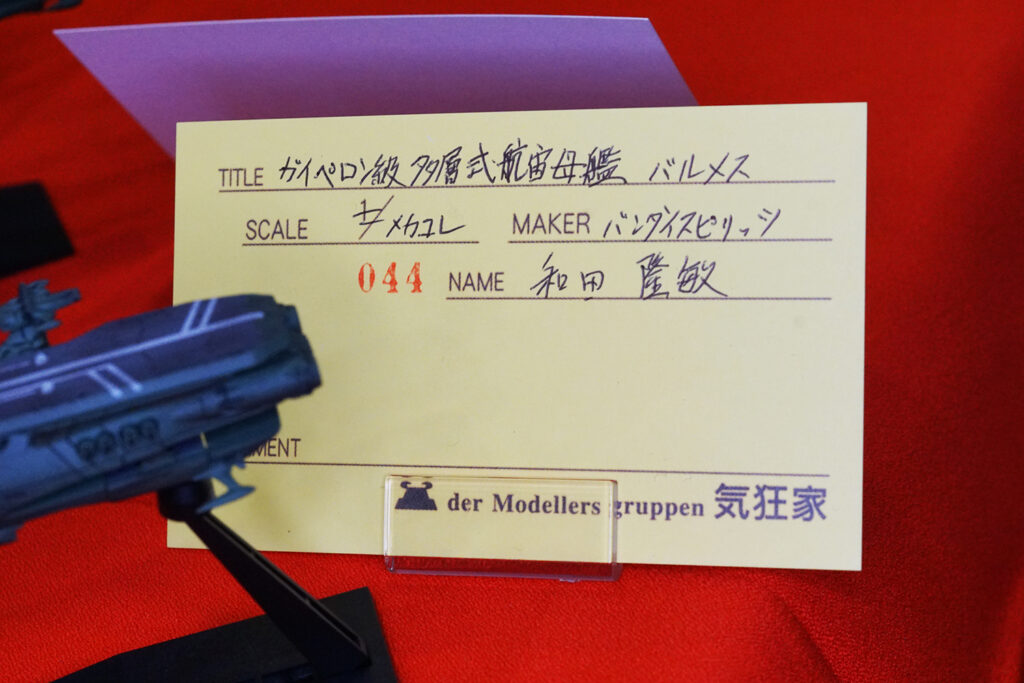 TITLE ガイペロン級多層式航宙母艦 バルメス
SCALE メカコレ MAKER バンダイスピリッツ
044 NAME 和田 隆敏
MENT
der Modellers gruppen 気狂家